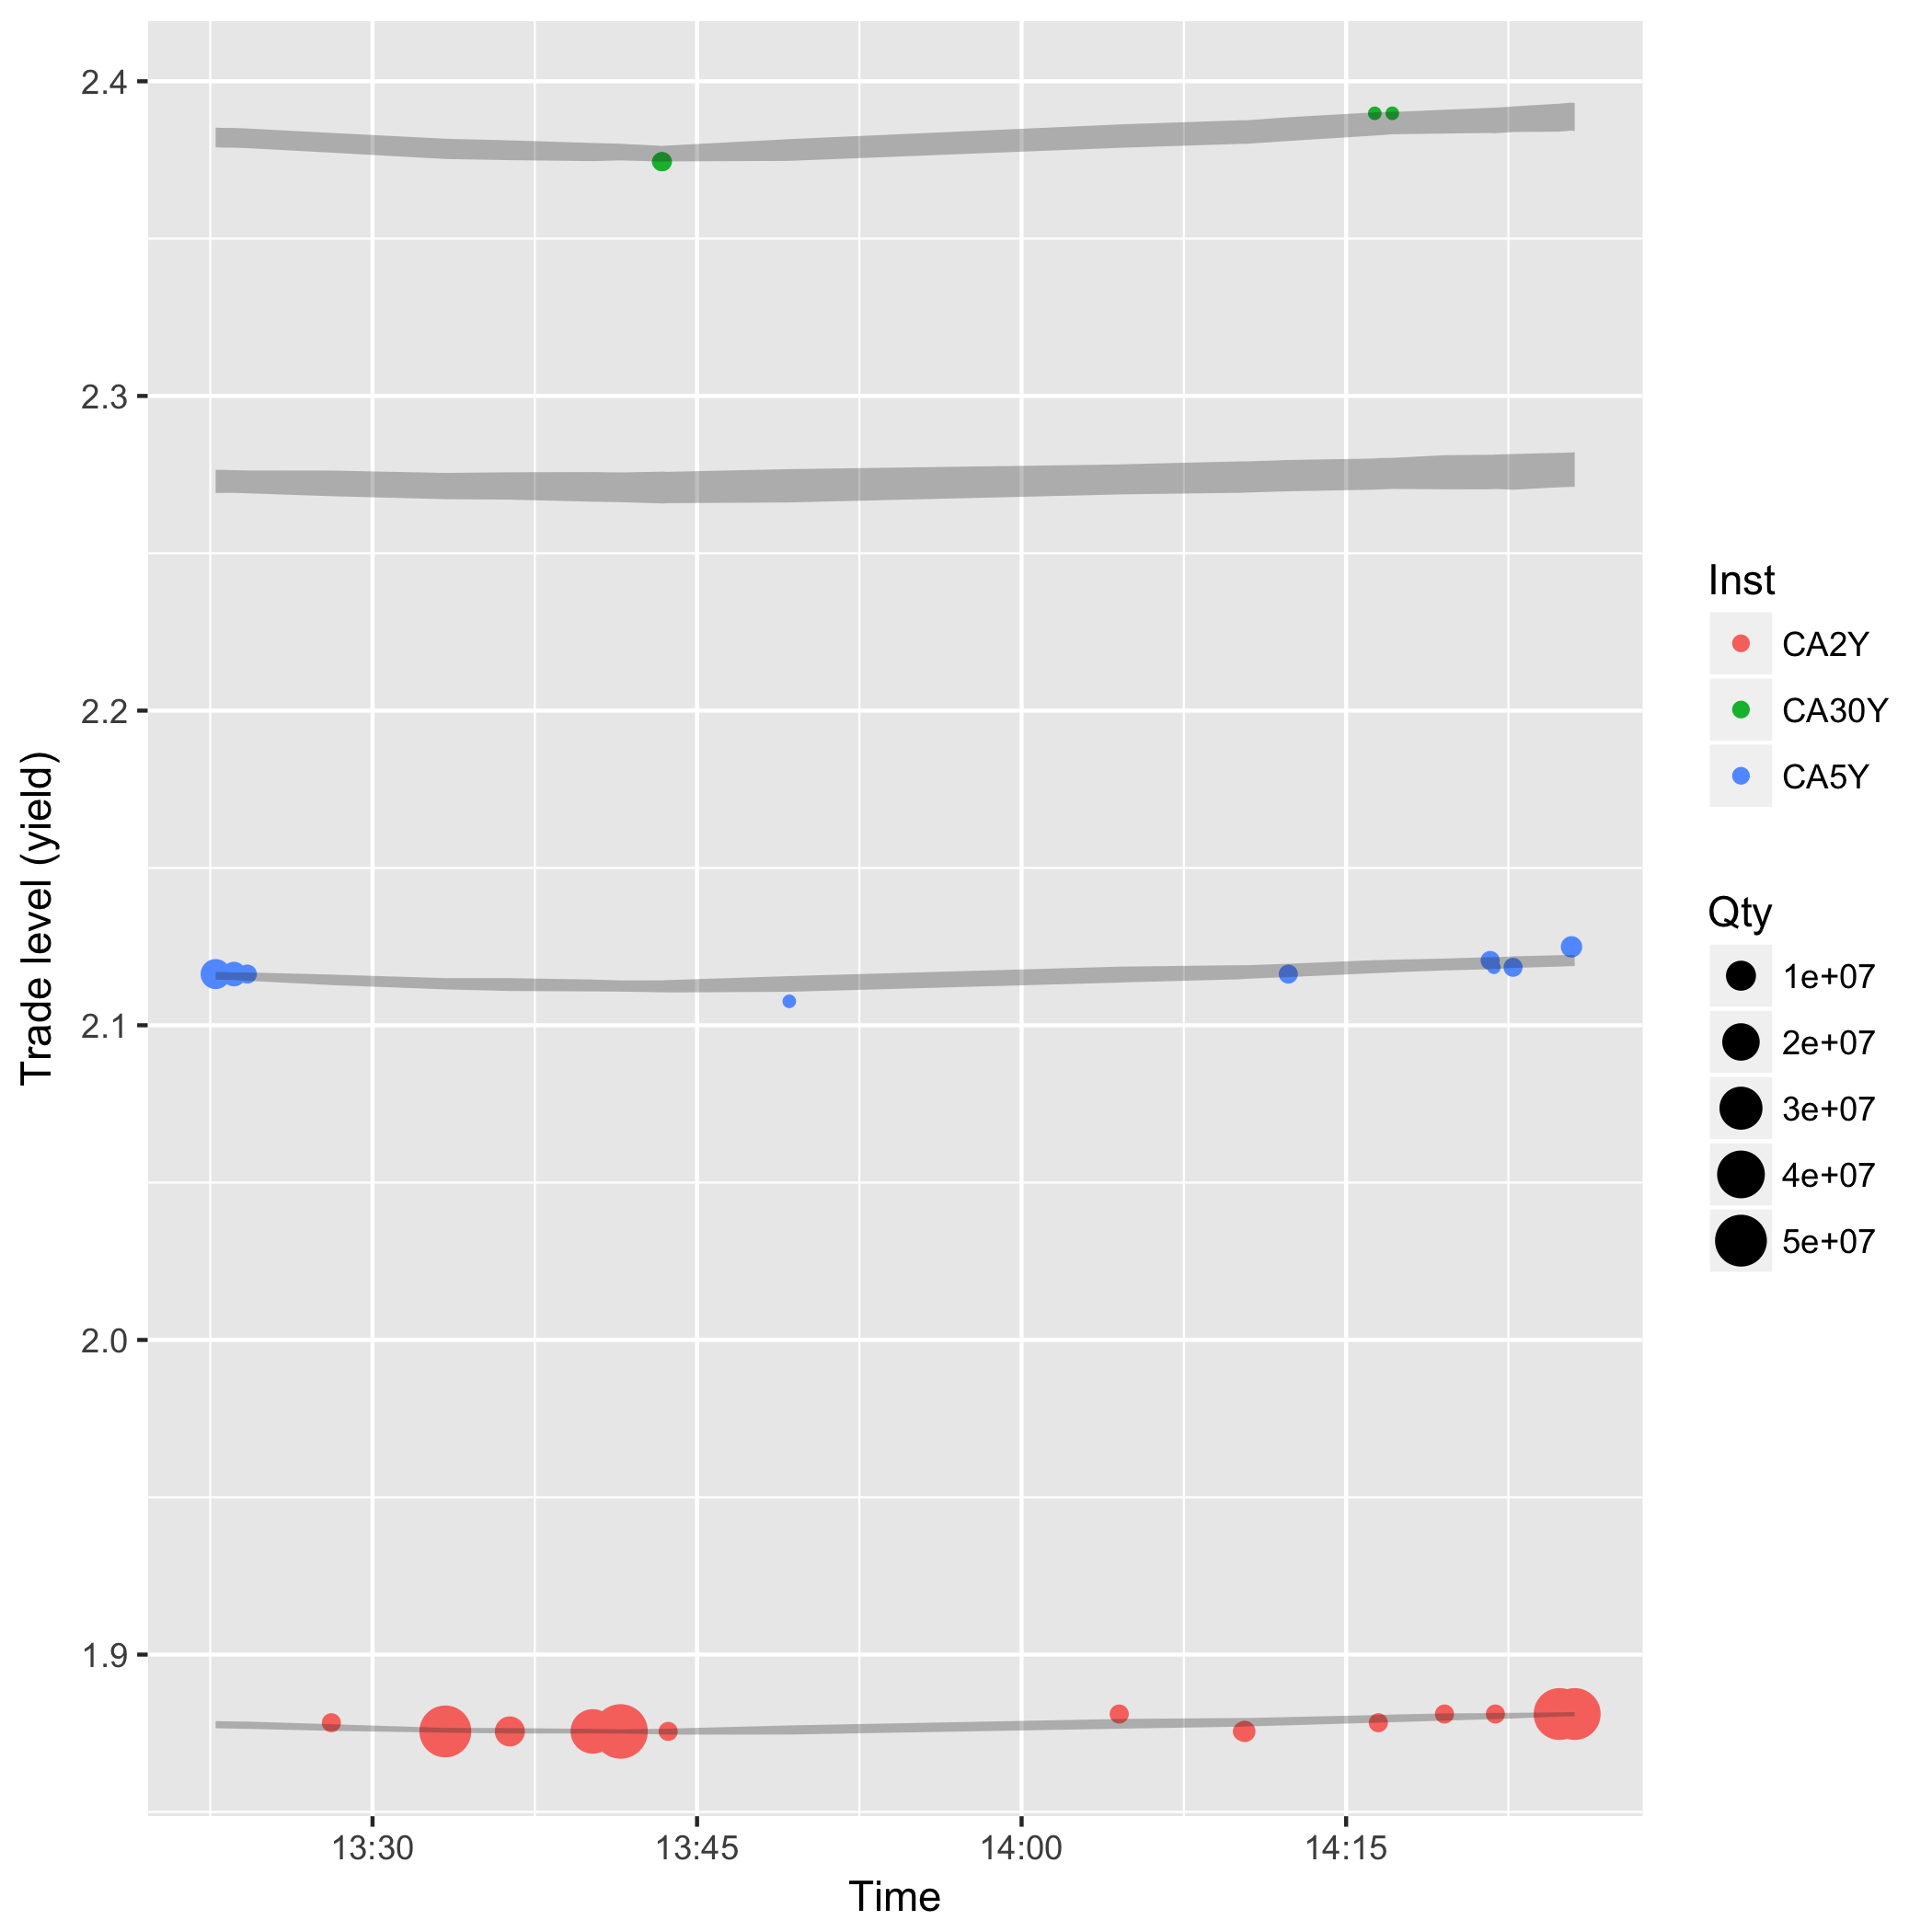 2.4
2.3
2.2
2.1
2.0
1.9
Trade level (yield)
13:30
13:45
14:00
14:15
Time
Inst
CA2Y
CA30Y
CA5Y
Qty
1e+07
2e+07
3e+07
4e+07
5e+07